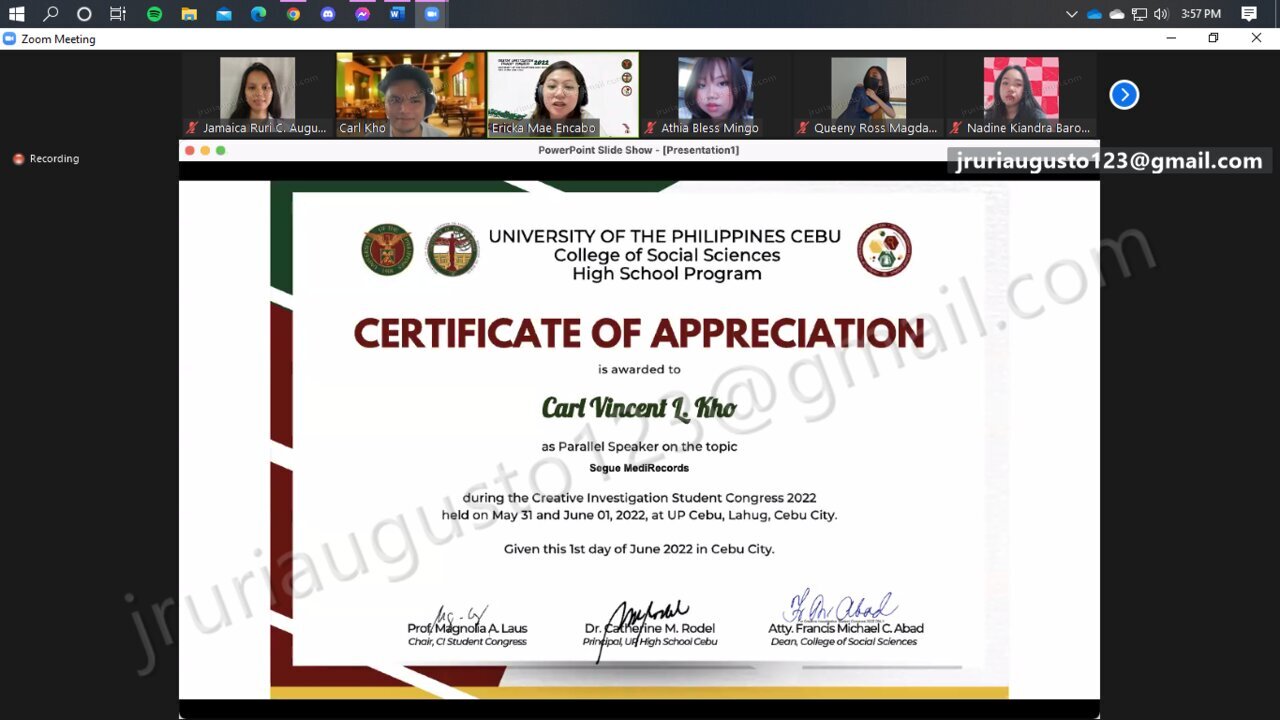 3:57 PM
Zoom Meeting
Jamaica Ruri C. Augu...
Carl Kho
Ericka Mae Encabo
Athia Bless Mingo
Queeny Ross Magda...
Nadine Kiandra Baro...
Recording
PowerPoint Slide Show - [Presentation1]
jruriaugusto123@gmail.com
UNIVERSITY OF THE PHILIPPINES CEBU
College of Social Sciences
High School Program
CERTIFICATE OF APPRECIATION
is awarded to
Carl Vincent L. Kho
as Parallel Speaker on the topic
Segue MediRecords
during the Creative Investigation Student Congress 2022
held on May 31 and June 01, 2022, at UP Cebu, Lahug, Cebu City.
Given this 1st day of June 2022 in Cebu City.
Prof. Magnolia A. Laus
Chair, CI Student Congress
Dr. Catherine M. Rodel
Principal, UP High School Cebu
Atty. Francis Michael C. Abad
Dean, College of Social Sciences
jruriaugusto123@gmail.com